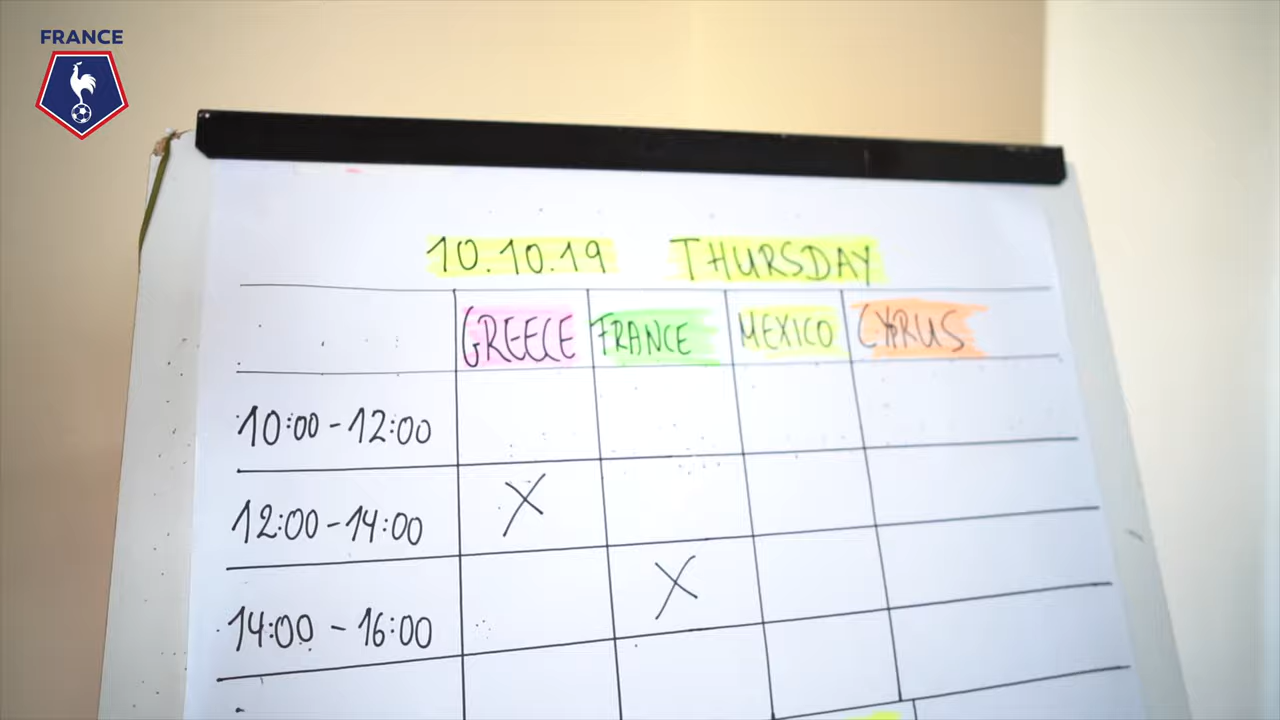 FRANCE
10.10.19 THURSDAY
GREECE FRANCE MEXICO CYPRUS
10:00 - 12:00
12:00 - 14:00 X
14:00 - 16:00 X